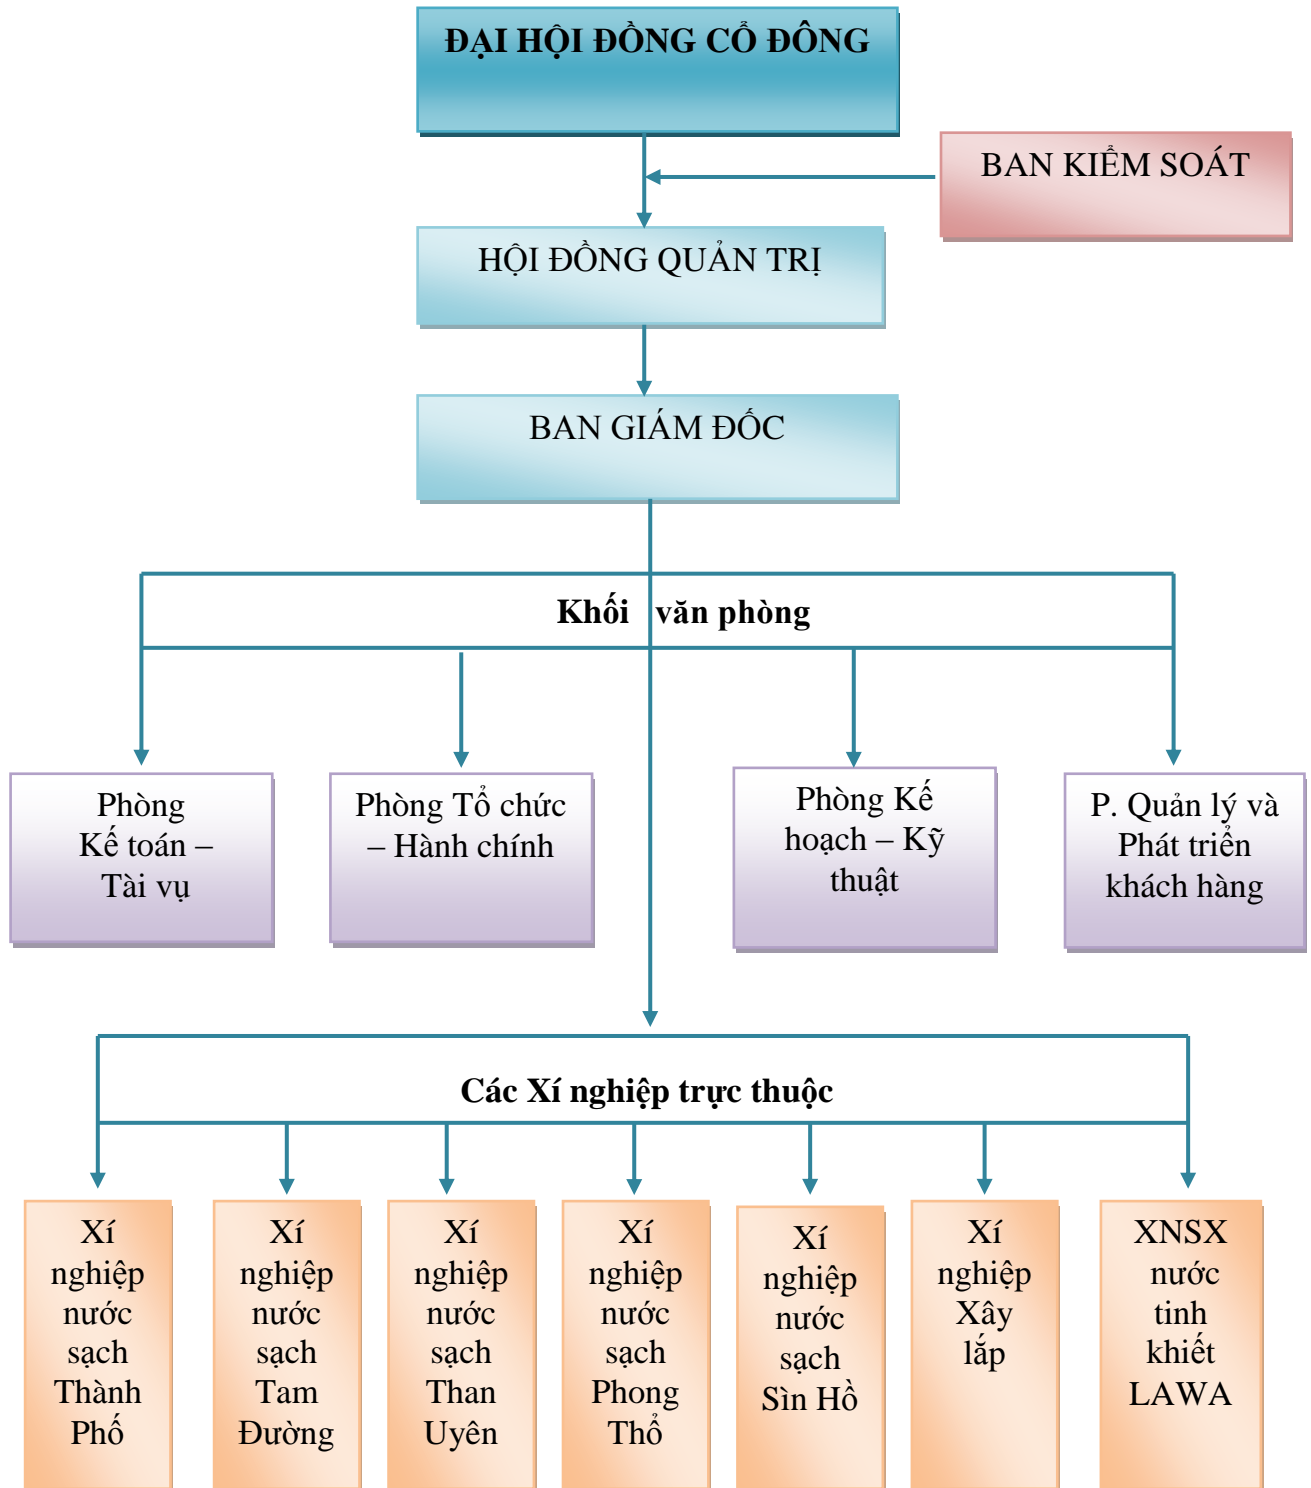 ĐẠI HỘI ĐỒNG CỔ ĐÔNG
BAN KIỂM SOÁT
HỘI ĐỒNG QUẢN TRỊ
BAN GIÁM ĐỐC
Khối văn phòng
Phòng
Kế toán –
Tài vụ
Phòng Tổ chức
– Hành chính
Phòng Kế
hoạch – Kỹ
thuật
P. Quản lý và
Phát triển
khách hàng
Các Xí nghiệp trực thuộc
Xí
nghiệp
nước
sạch
Thành
Phố
Xí
nghiệp
nước
sạch
Tam
Đường
Xí
nghiệp
nước
sạch
Than
Uyên
Xí
nghiệp
nước
sạch
Phong
Thổ
Xí
nghiệp
nước
sạch
Sìn Hồ
Xí
nghiệp
Xây
lắp
XNSX
nước
tinh
khiết
LAWA